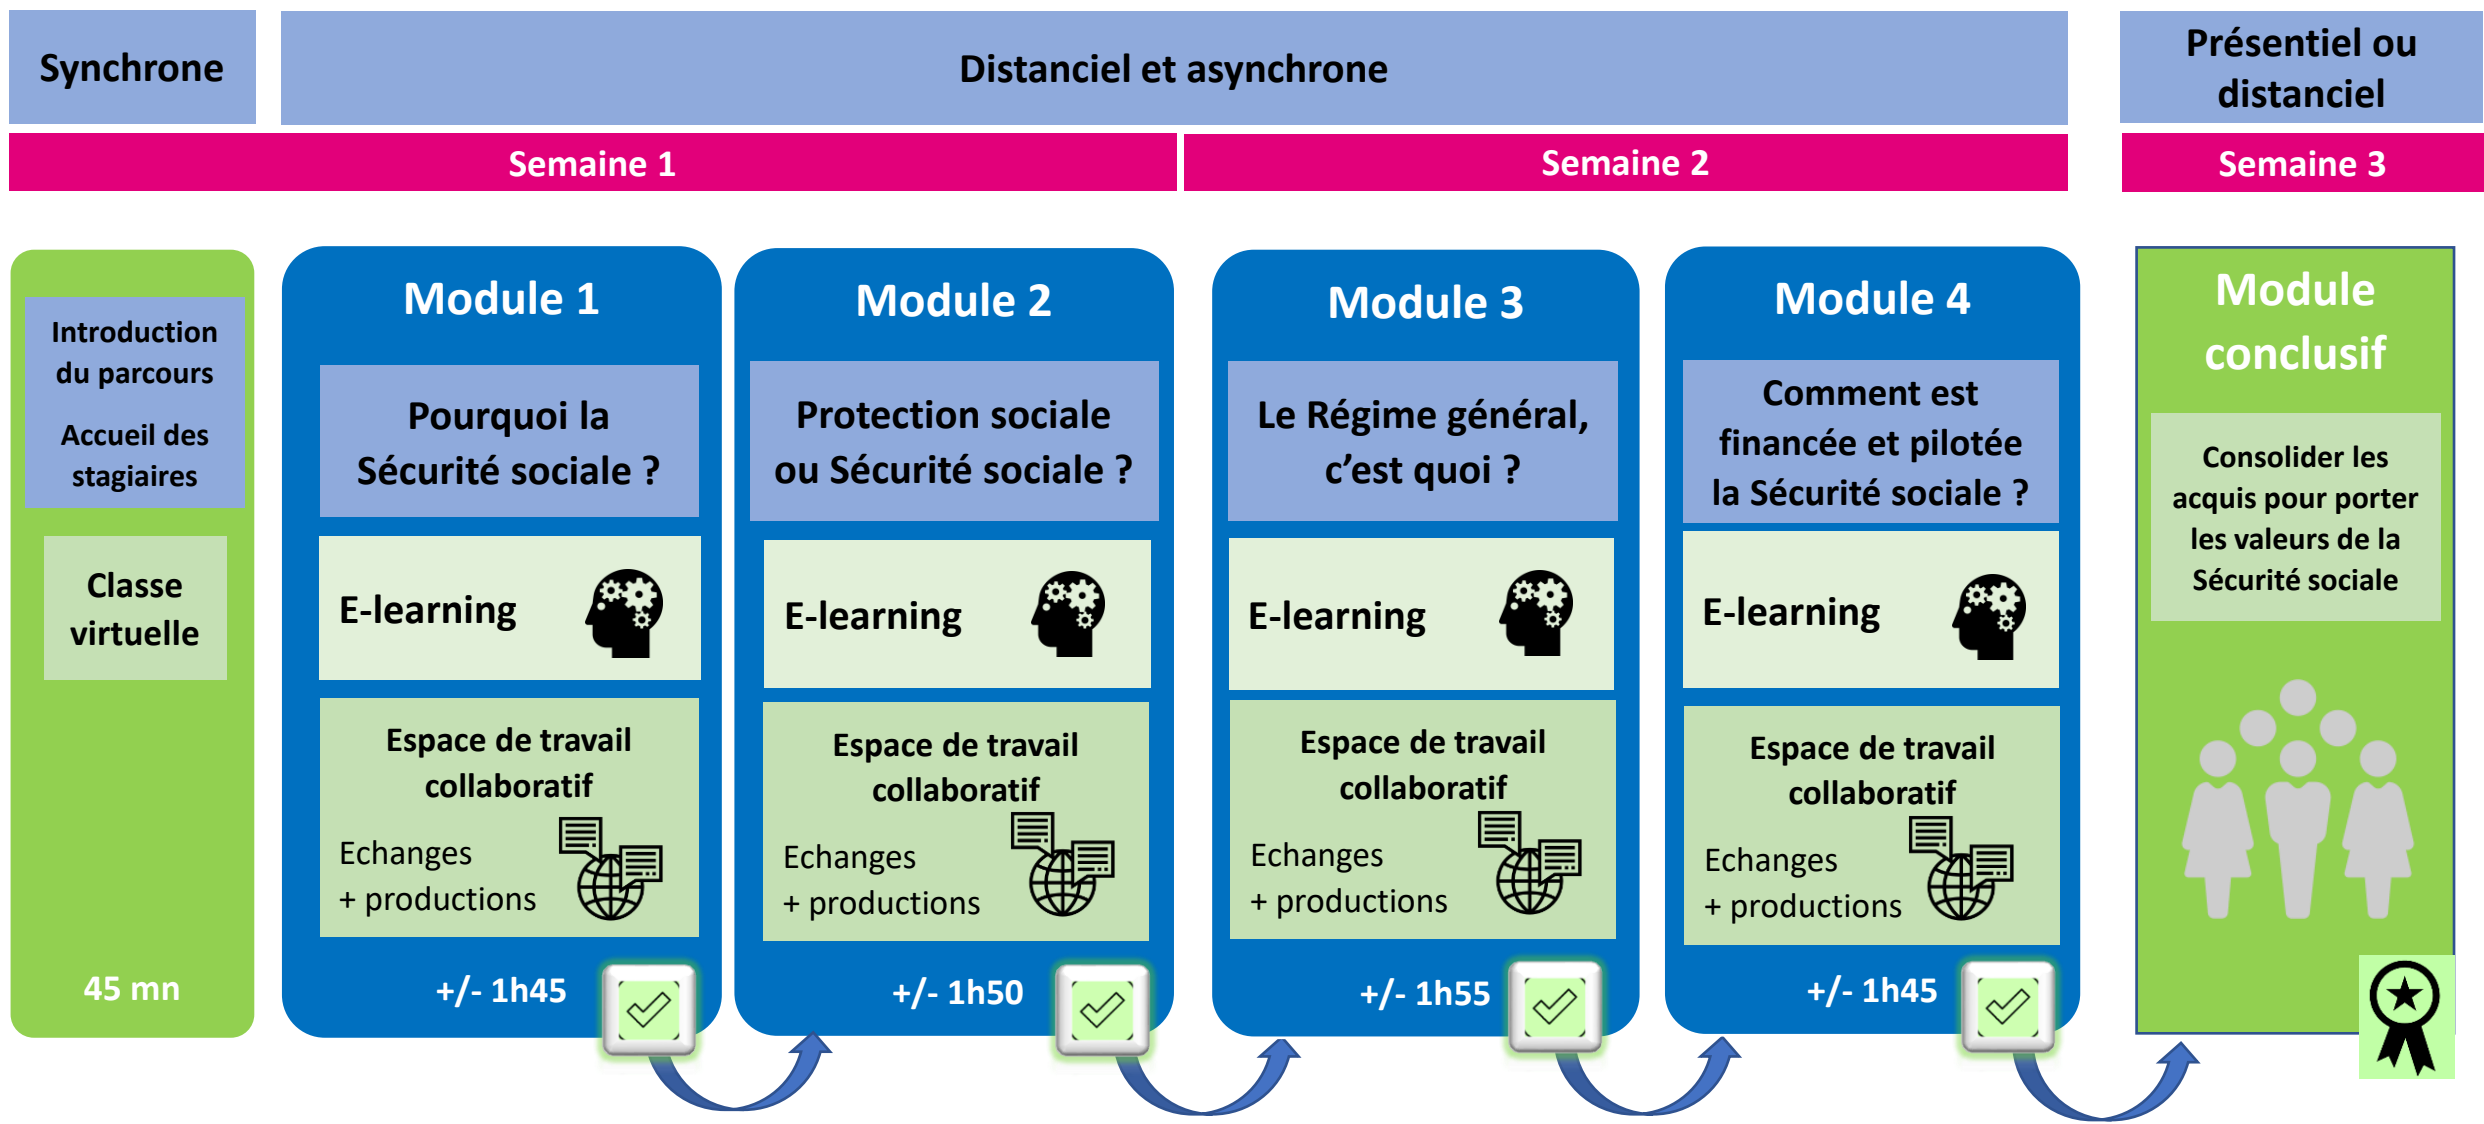 Synchrone
Distanciel et asynchrone
Présentiel ou
distanciel
Semaine 1
Semaine 2
Semaine 3
Introduction
du parcours
Accueil des
stagiaires
Classe
virtuelle
45 mn
Module 1
Pourquoi la
Sécurité sociale ?
E-learning
Espace de travail
collaboratif
Echanges
+ productions
+/- 1h45
Module 2
Protection sociale
ou Sécurité sociale ?
E-learning
Espace de travail
collaboratif
Echanges
+ productions
+/- 1h50
Module 3
Le Régime général,
c’est quoi ?
E-learning
Espace de travail
collaboratif
Echanges
+ productions
+/- 1h55
Module 4
Comment est
financée et pilotée
la Sécurité sociale ?
E-learning
Espace de travail
collaboratif
Echanges
+ productions
+/- 1h45
Module
conclusif
Consolider les
acquis pour porter
les valeurs de la
Sécurité sociale